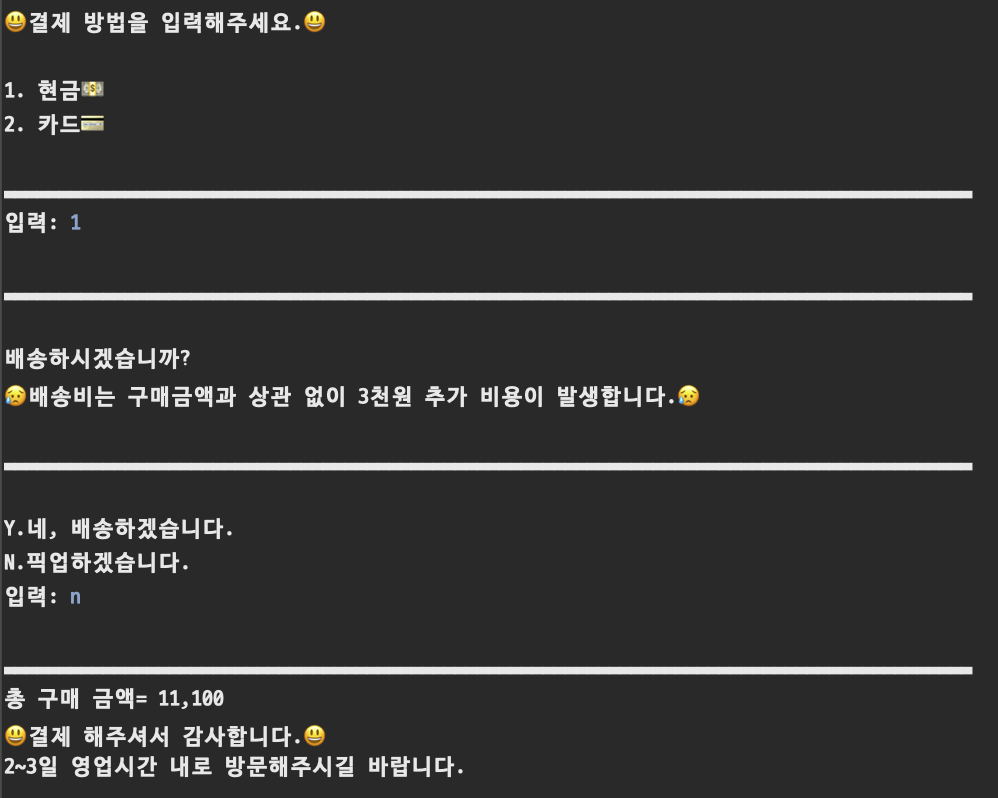 😃결제 방법을 입력해주세요.😃
1. 현금💵
2. 카드💳
입력: 1
배송하시겠습니까?
😥배송비는 구매금액과 상관 없이 3천원 추가 비용이 발생합니다.😥
Y.네, 배송하겠습니다.
N.픽업하겠습니다.
입력: n
총 구매 금액= 11,100
😃결제 해주셔서 감사합니다.😃
2~3일 영업시간 내로 방문해주시길 바랍니다.